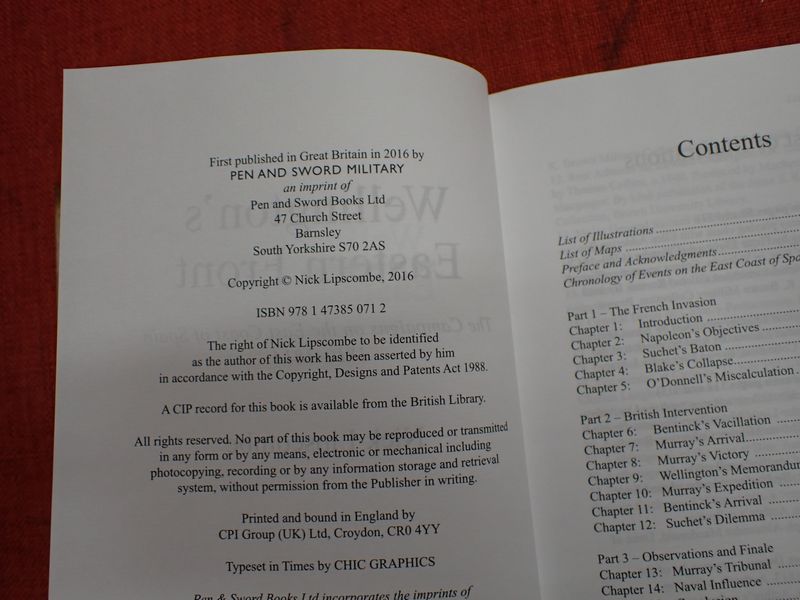 First published in Great Britain in 2016 by
PEN AND SWORD MILITARY
an imprint of
Pen and Sword Books Ltd
47 Church Street
Barnsley
South Yorkshire S70 2AS
Copyright © Nick Lipscombe, 2016
ISBN 978 1 47385 071 2
The right of Nick Lipscombe to be identified
as the author of this work has been asserted by him
in accordance with the Copyright, Designs and Patents Act 1988.
A CIP record for this book is available from the British Library.
All rights reserved. No part of this book may be reproduced or transmitted
in any form or by any means, electronic or mechanical including
photocopying, recording or by any information storage and retrieval
system, without permission from the Publisher in writing.
Printed and bound in England by
CPI Group (UK) Ltd, Croydon, CR0 4YY
Typeset in Times by CHIC GRAPHICS
Pen & Sword Books Ltd incorporates the imprints of
Contents
List of Illustrations
List of Maps
Preface and Acknowledgments
Chronology of Events on the East Coast of Spa
Part 1 – The French Invasion
Chapter 1: Introduction
Chapter 2: Napoleon's Objectives
Chapter 3: Suchet's Baton
Chapter 4: Blake's Collapse
Chapter 5: O'Donnell's Miscalculation
Part 2 – British Intervention
Chapter 6: Bentinck's Vacillation
Chapter 7: Murray's Arrival
Chapter 8: Murray's Victory
Chapter 9: Wellington's Memorandu
Chapter 10: Murray's Expedition
Chapter 11: Bentinck's Arrival
Chapter 12: Suchet's Dilemma
Part 3 – Observations and Finale
Chapter 13: Murray's Tribunal
Chapter 14: Naval Influence